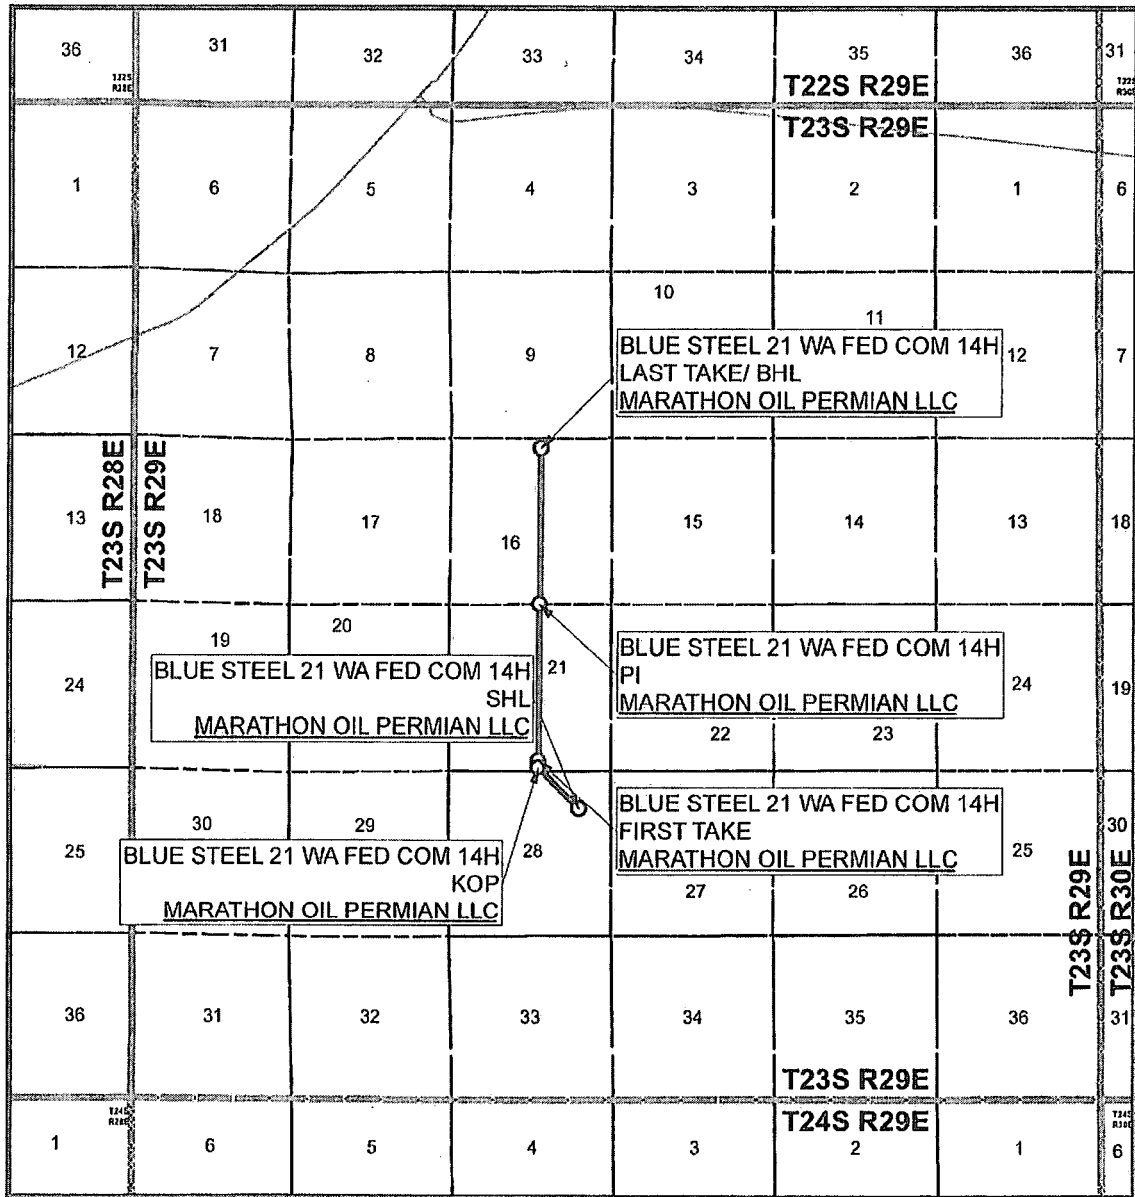 36 31 32 33 34 35 36 31
T22S R28E
T22S R29E
T23S R29E
1 6 5 4 3 2 1 6
10
11
12 7 8 9 12 7
BLUE STEEL 21 WA FED COM 14H
LAST TAKE/ BHL
MARATHON OIL PERMIAN LLC
T23S R28E
T23S R29E
13 18 17 16 15 14 13 18
19 20
24 21 24 19
BLUE STEEL 21 WA FED COM 14H
SHL
MARATHON OIL PERMIAN LLC
BLUE STEEL 21 WA FED COM 14H
PI
MARATHON OIL PERMIAN LLC
22 23
BLUE STEEL 21 WA FED COM 14H
FIRST TAKE
MARATHON OIL PERMIAN LLC
30 29 30
25 28 25
BLUE STEEL 21 WA FED COM 14H
KOP
MARATHON OIL PERMIAN LLC
27 26
T23S R29E
T23S R30E
36 31 32 33 34 35 36 31
T23S R29E
T24S R29E
T24S
R28E
T24S
R30E
1 6 5 4 3 2 1 6